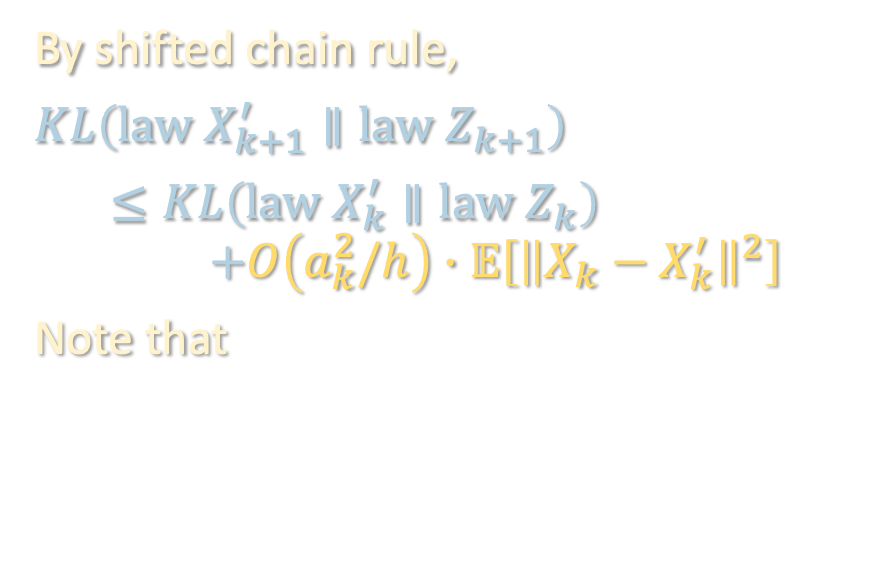 By shifted chain rule,
𝐾𝐿(law 𝑋′ₖ₊₁ ∥ law 𝑍ₖ₊₁)
≤ 𝐾𝐿(law 𝑋′ₖ ∥ law 𝑍ₖ)
+𝑂(𝑎ₖ²/ℎ) · 𝔼[‖𝑋ₖ − 𝑋′ₖ‖²]
Note that